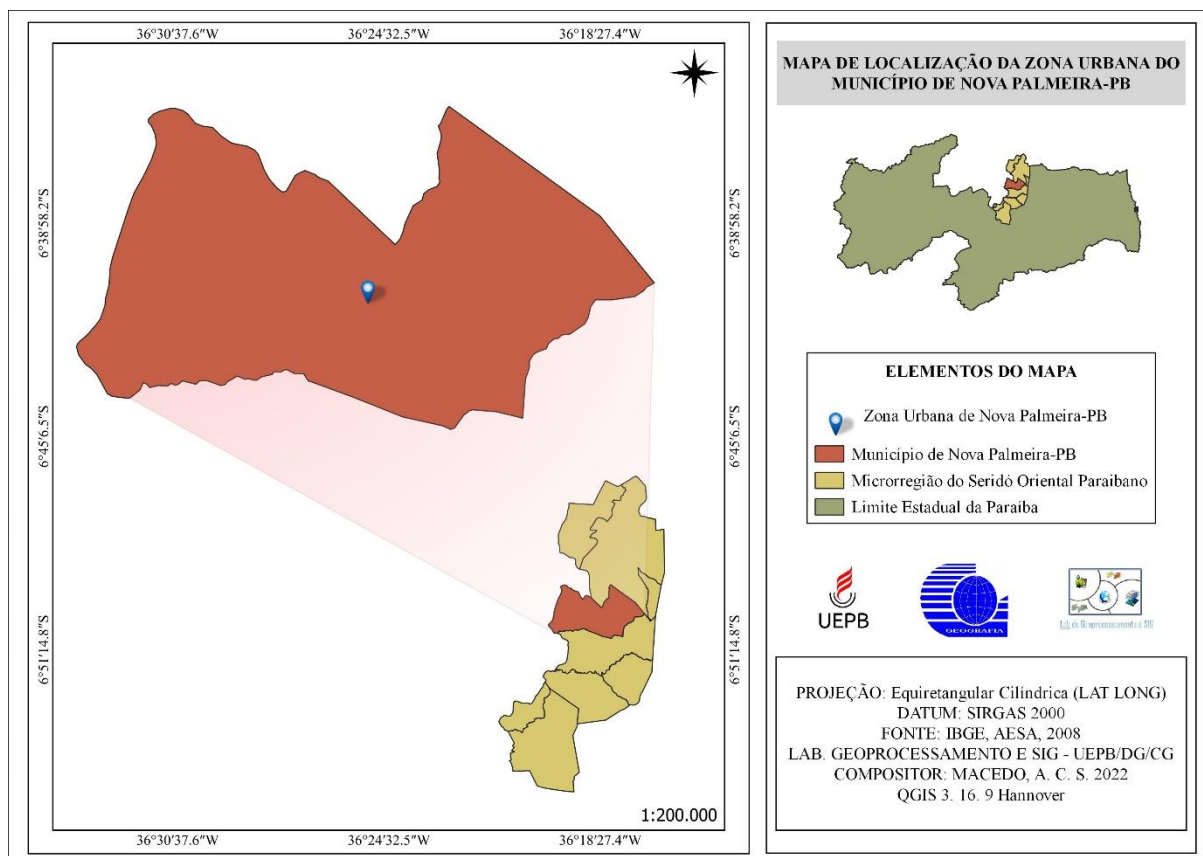 36°30'37.6"W 36°24'32.5"W 36°18'27.4"W
6°38'58.2"S 6°38'58.2"S
6°45'6.5"S 6°45'6.5"S
6°51'14.8"S 6°51'14.8"S
1:200.000
36°30'37.6"W 36°24'32.5"W 36°18'27.4"W
MAPA DE LOCALIZAÇÃO DA ZONA URBANA DO
MUNICÍPIO DE NOVA PALMEIRA-PB
ELEMENTOS DO MAPA
Zona Urbana de Nova Palmeira-PB
Município de Nova Palmeira-PB
Microrregião do Seridó Oriental Paraibano
Limite Estadual da Paraíba
UEPB
GEOGRAFIA
Lab de Geoprocessamento e SIG
PROJEÇÃO: Equiretangular Cilíndrica (LAT LONG)
DATUM: SIRGAS 2000
FONTE: IBGE, AESA, 2008
LAB. GEOPROCESSAMENTO E SIG - UEPB/DG/CG
COMPOSITOR: MACEDO, A. C. S. 2022
QGIS 3. 16. 9 Hannover